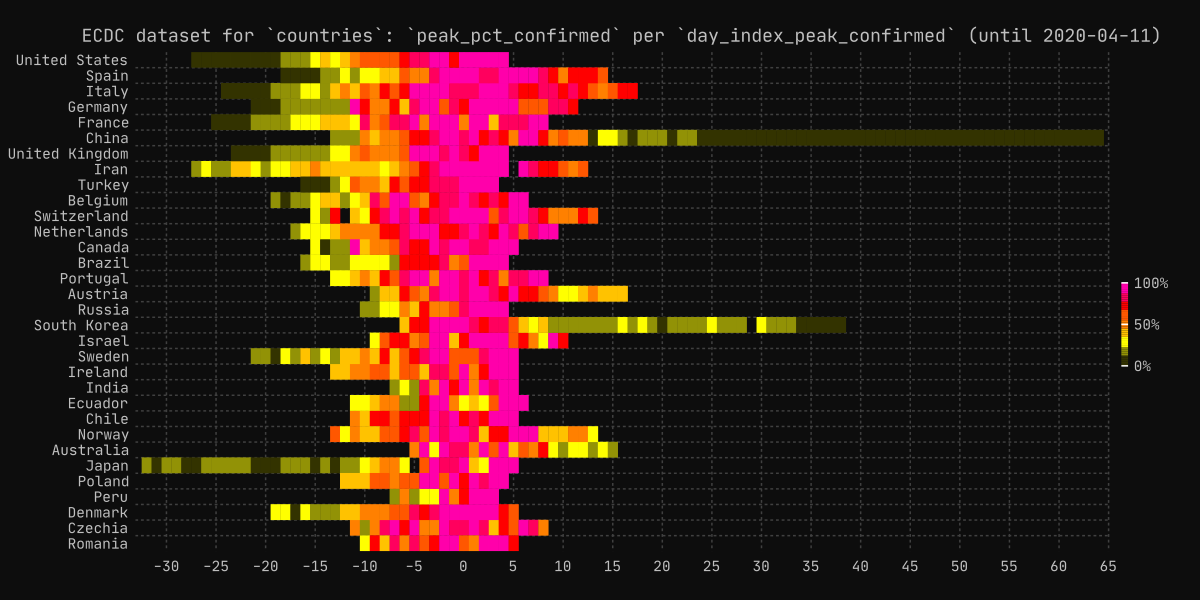 ECDC dataset for `countries`: `peak_pct_confirmed` per `day_index_peak_confirmed` (until 2020-04-11)
United States
Spain
Italy
Germany
France
China
United Kingdom
Iran
Turkey
Belgium
Switzerland
Netherlands
Canada
Brazil
Portugal
Austria
Russia
South Korea
Israel
Sweden
Ireland
India
Ecuador
Chile
Norway
Australia
Japan
Poland
Peru
Denmark
Czechia
Romania
100%
50%
0%
-30 -25 -20 -15 -10 -5 0 5 10 15 20 25 30 35 40 45 50 55 60 65